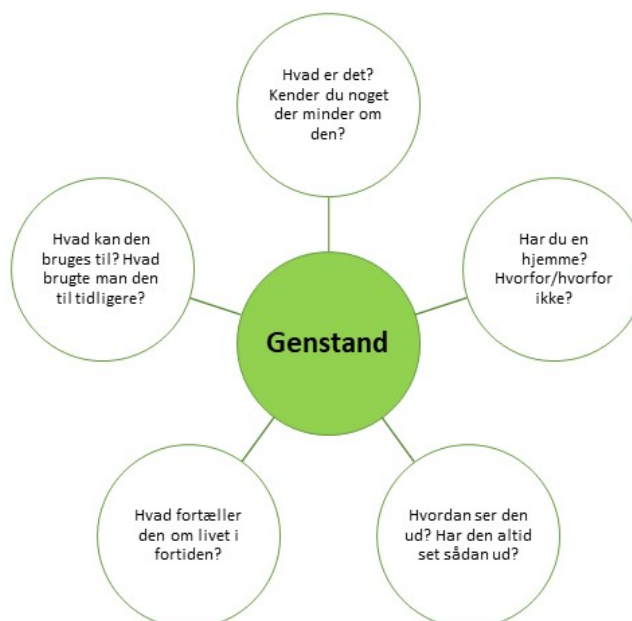 Hvad er det?
Kender du noget
der minder om
den?
Hvad kan den
bruges til? Hvad
brugte man den
til tidligere?
Har du en
hjemme?
Hvorfor/hvorfor
ikke?
Genstand
Hvad fortæller
den om livet i
fortiden?
Hvordan ser den
ud? Har den altid
set sådan ud?